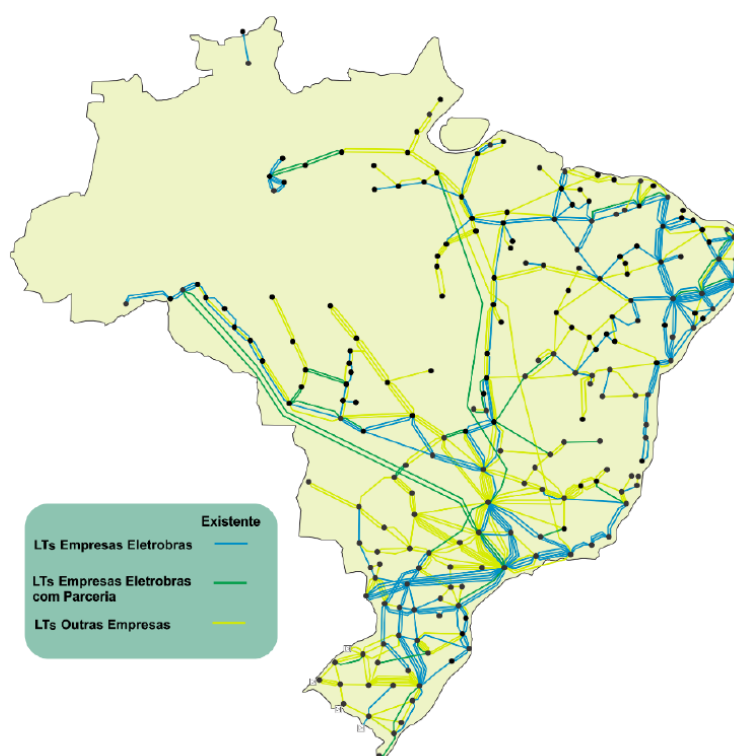 Existente
LTs Empresas Eletrobras
LTs Empresas Eletrobras
com Parceria
LTs Outras Empresas